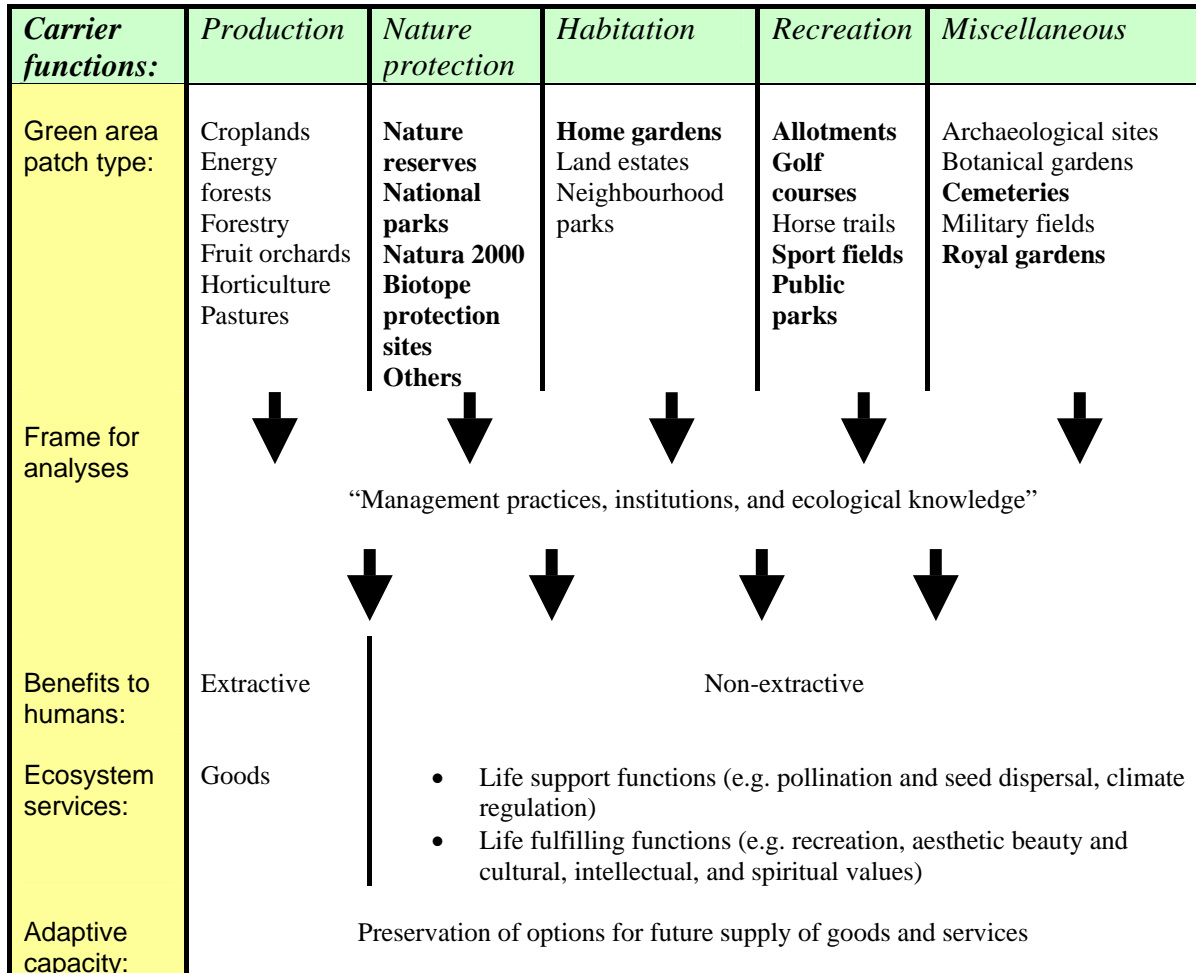 Carrier functions:
Production
Nature protection
Habitation
Recreation
Miscellaneous
Green area
patch type:
Croplands
Energy
forests
Forestry
Fruit orchards
Horticulture
Pastures
Nature
reserves
National
parks
Natura 2000
Biotope
protection
sites
Others
Home gardens
Land estates
Neighbourhood
parks
Allotments
Golf
courses
Horse trails
Sport fields
Public
parks
Archaeological sites
Botanical gardens
Cemeteries
Military fields
Royal gardens
Frame for
analyses
“Management practices, institutions, and ecological knowledge”
Benefits to
humans:
Extractive
Non-extractive
Ecosystem
services:
Goods
• Life support functions (e.g. pollination and seed dispersal, climate
regulation)
• Life fulfilling functions (e.g. recreation, aesthetic beauty and
cultural, intellectual, and spiritual values)
Adaptive
capacity:
Preservation of options for future supply of goods and services